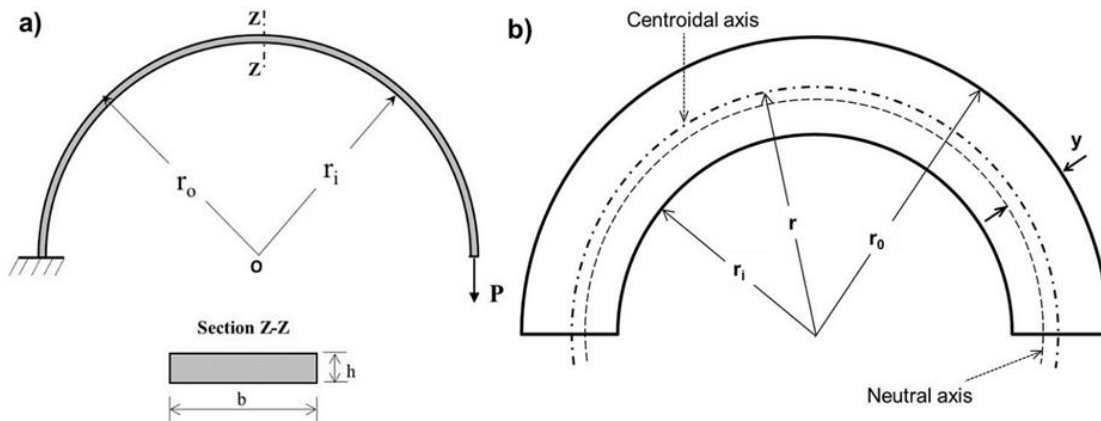 a)
Z
Z
r_o
r_i
O
P
Section Z-Z
h
b
b)
Centroidal axis
y
r
r_0
r_i
Neutral axis